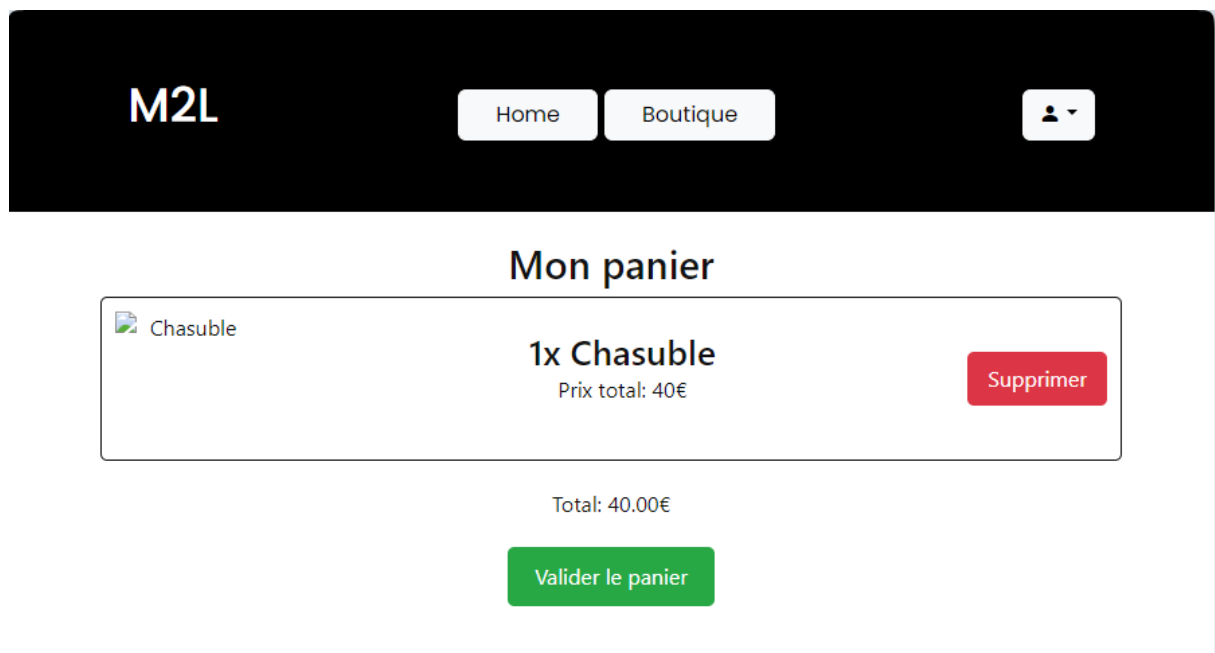 M2L
Home
Boutique
Mon panier
Chasuble
1x Chasuble
Prix total: 40€
Supprimer
Total: 40.00€
Valider le panier